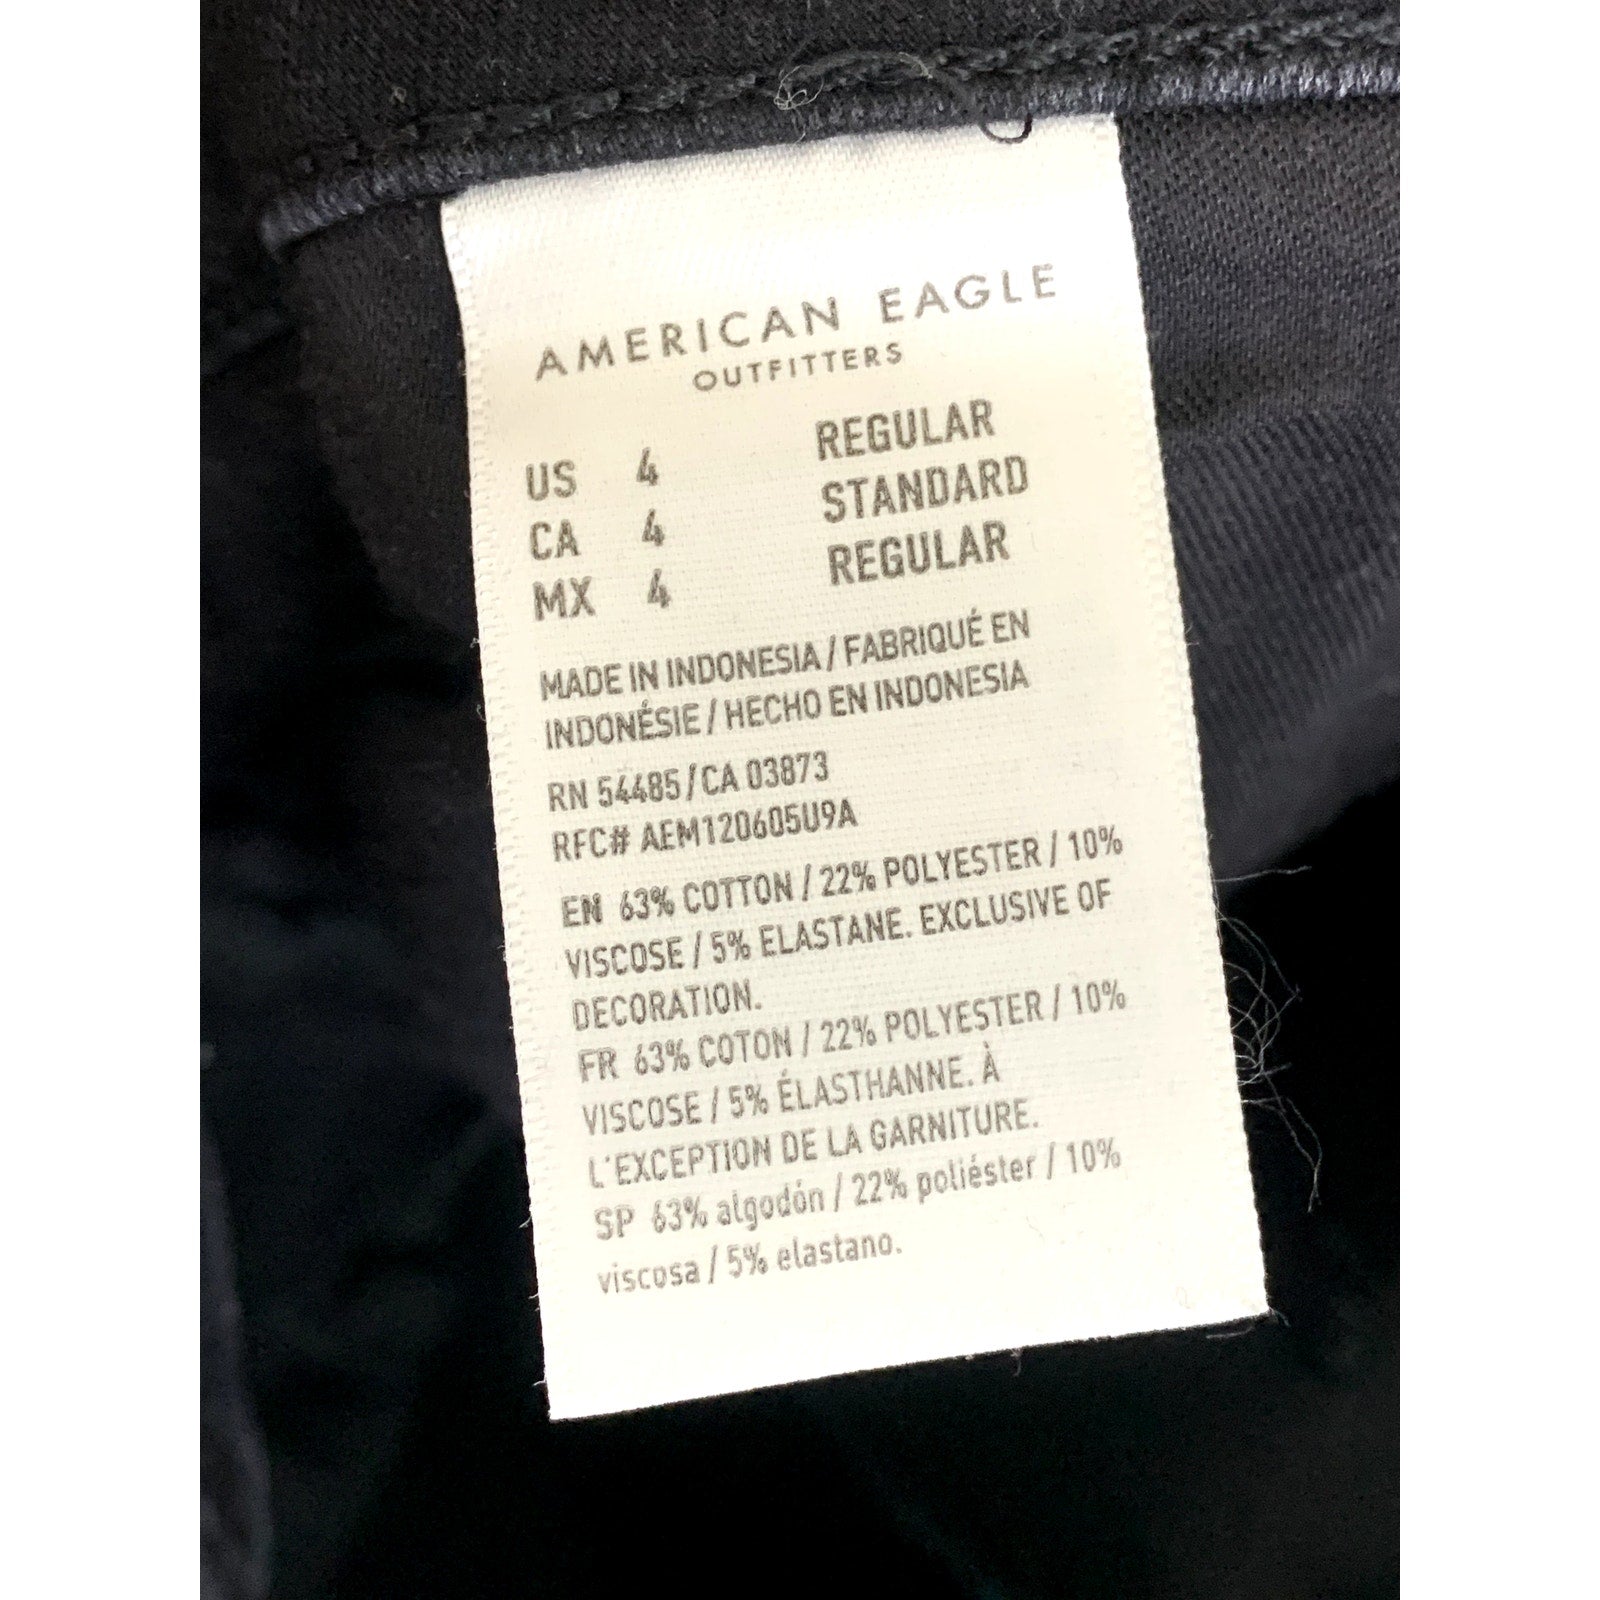 AMERICAN EAGLE
OUTFITTERS
US 4 REGULAR
CA 4 STANDARD
MX 4 REGULAR
MADE IN INDONESIA / FABRIQUÉ EN
INDONÉSIE / HECHO EN INDONESIA
RN 54485 / CA 03873
RFC# AEM120605U9A
EN 63% COTTON / 22% POLYESTER / 10%
VISCOSE / 5% ELASTANE. EXCLUSIVE OF
DECORATION.
FR 63% COTON / 22% POLYESTER / 10%
VISCOSE / 5% ÉLASTHANNE. À
L'EXCEPTION DE LA GARNITURE.
SP 63% algodón / 22% poliéster / 10%
viscosa / 5% elastano.